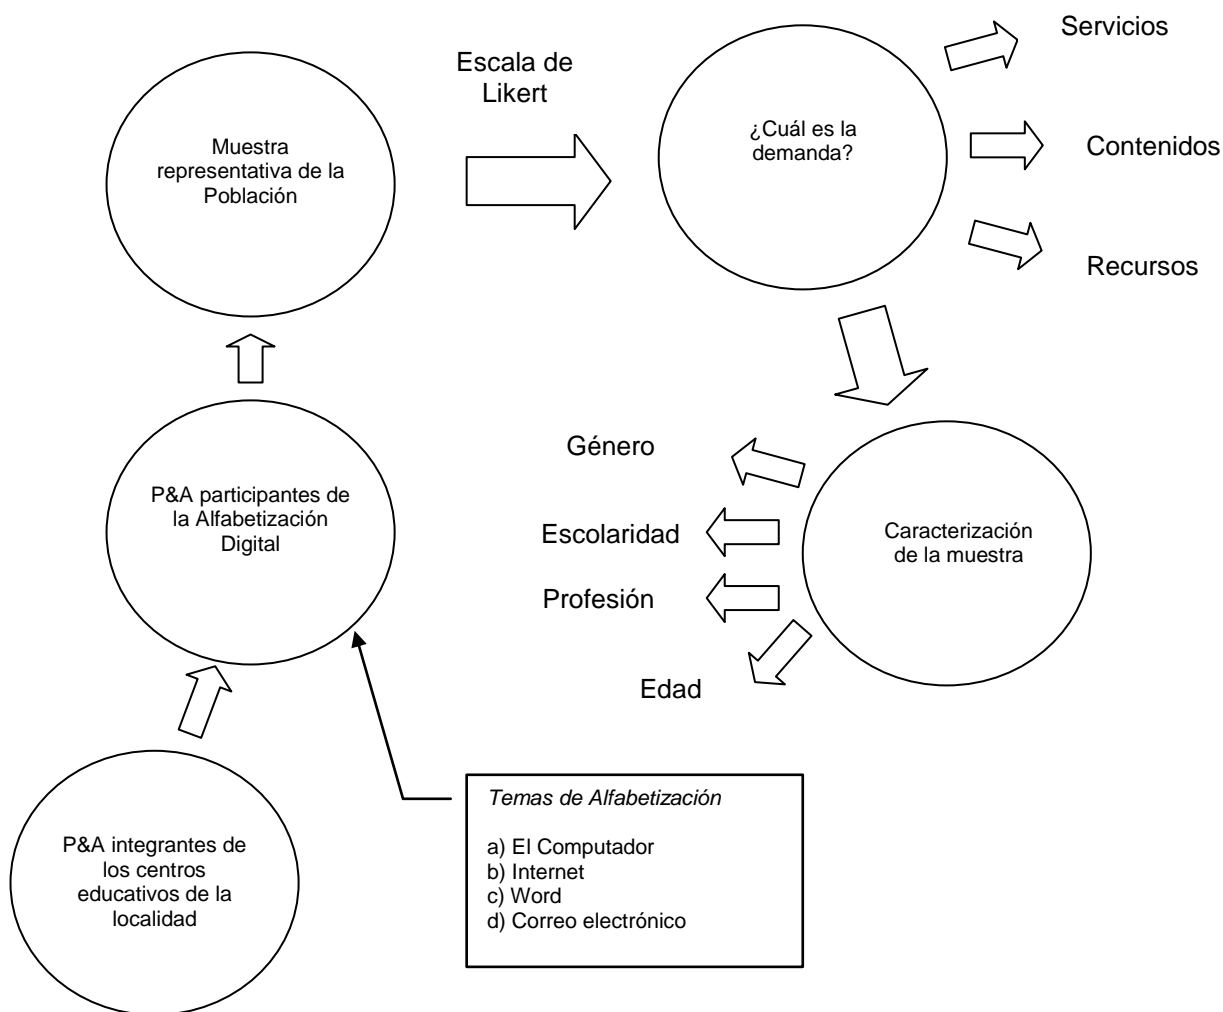 Servicios
Escala de
Likert
Muestra
representativa de la
Población
¿Cuál es la
demanda?
Contenidos
Recursos
Género
P&A participantes de
la Alfabetización
Digital
Escolaridad
Caracterización
de la muestra
Profesión
Edad
Temas de Alfabetización
a) El Computador
b) Internet
c) Word
d) Correo electrónico
P&A integrantes de
los centros
educativos de la
localidad